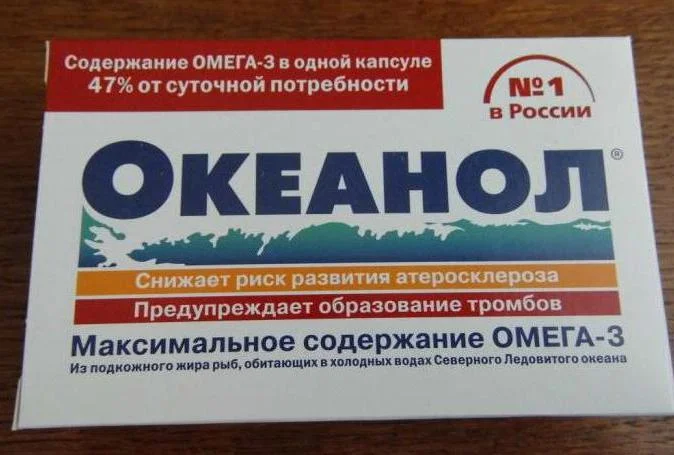 Содержание ОМЕГА-3 в одной капсуле
47% от суточной потребности
№1
в России
ОКЕАНОЛ®
Снижает риск развития атеросклероза
Предупреждает образование тромбов
Максимальное содержание ОМЕГА-3
Из подкожного жира рыб, обитающих в холодных водах Северного Ледовитого океана